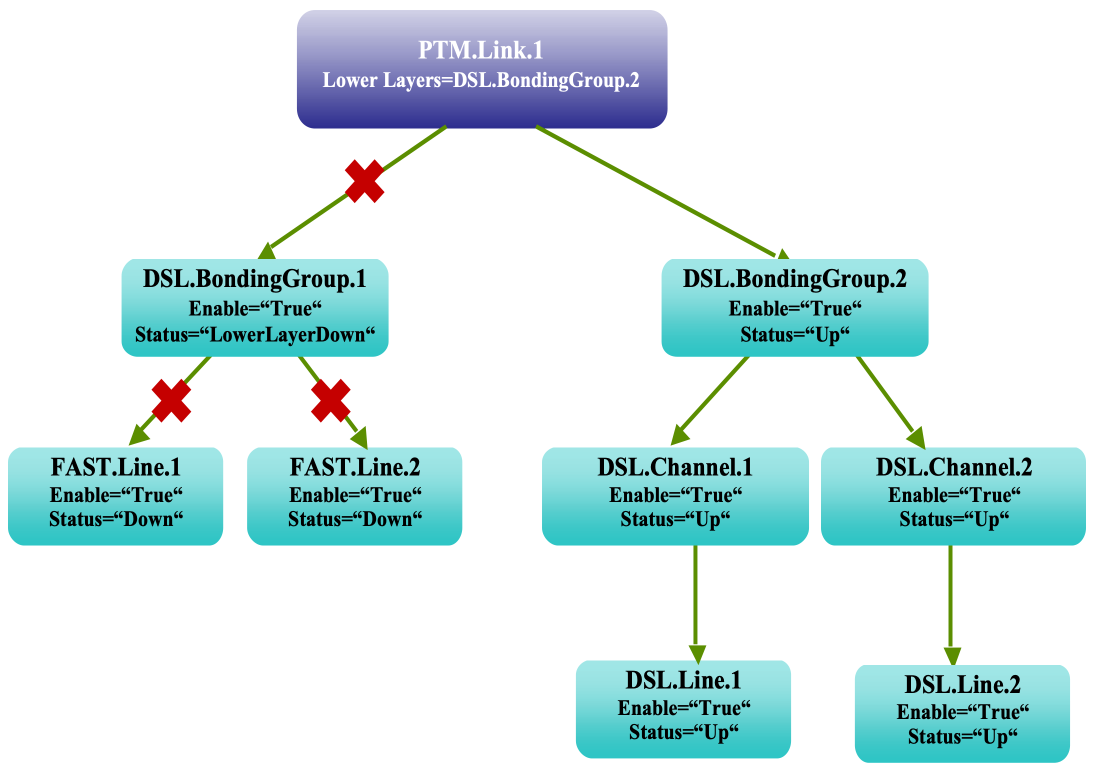 PTM.Link.1
Lower Layers=DSL.BondingGroup.2
DSL.BondingGroup.1
Enable=“True“
Status=“LowerLayerDown“
DSL.BondingGroup.2
Enable=“True“
Status=“Up“
FAST.Line.1
Enable=“True“
Status=“Down“
FAST.Line.2
Enable=“True“
Status=“Down“
DSL.Channel.1
Enable=“True“
Status=“Up“
DSL.Channel.2
Enable=“True“
Status=“Up“
DSL.Line.1
Enable=“True“
Status=“Up“
DSL.Line.2
Enable=“True“
Status=“Up“